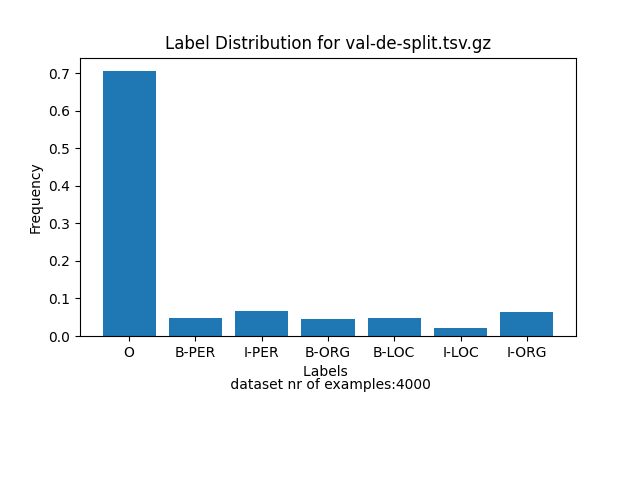 Label Distribution for val-de-split.tsv.gz
0.7
0.6
0.5
0.4
0.3
0.2
0.1
0.0
Frequency
O B-PER I-PER B-ORG B-LOC I-LOC I-ORG
Labels
dataset nr of examples:4000